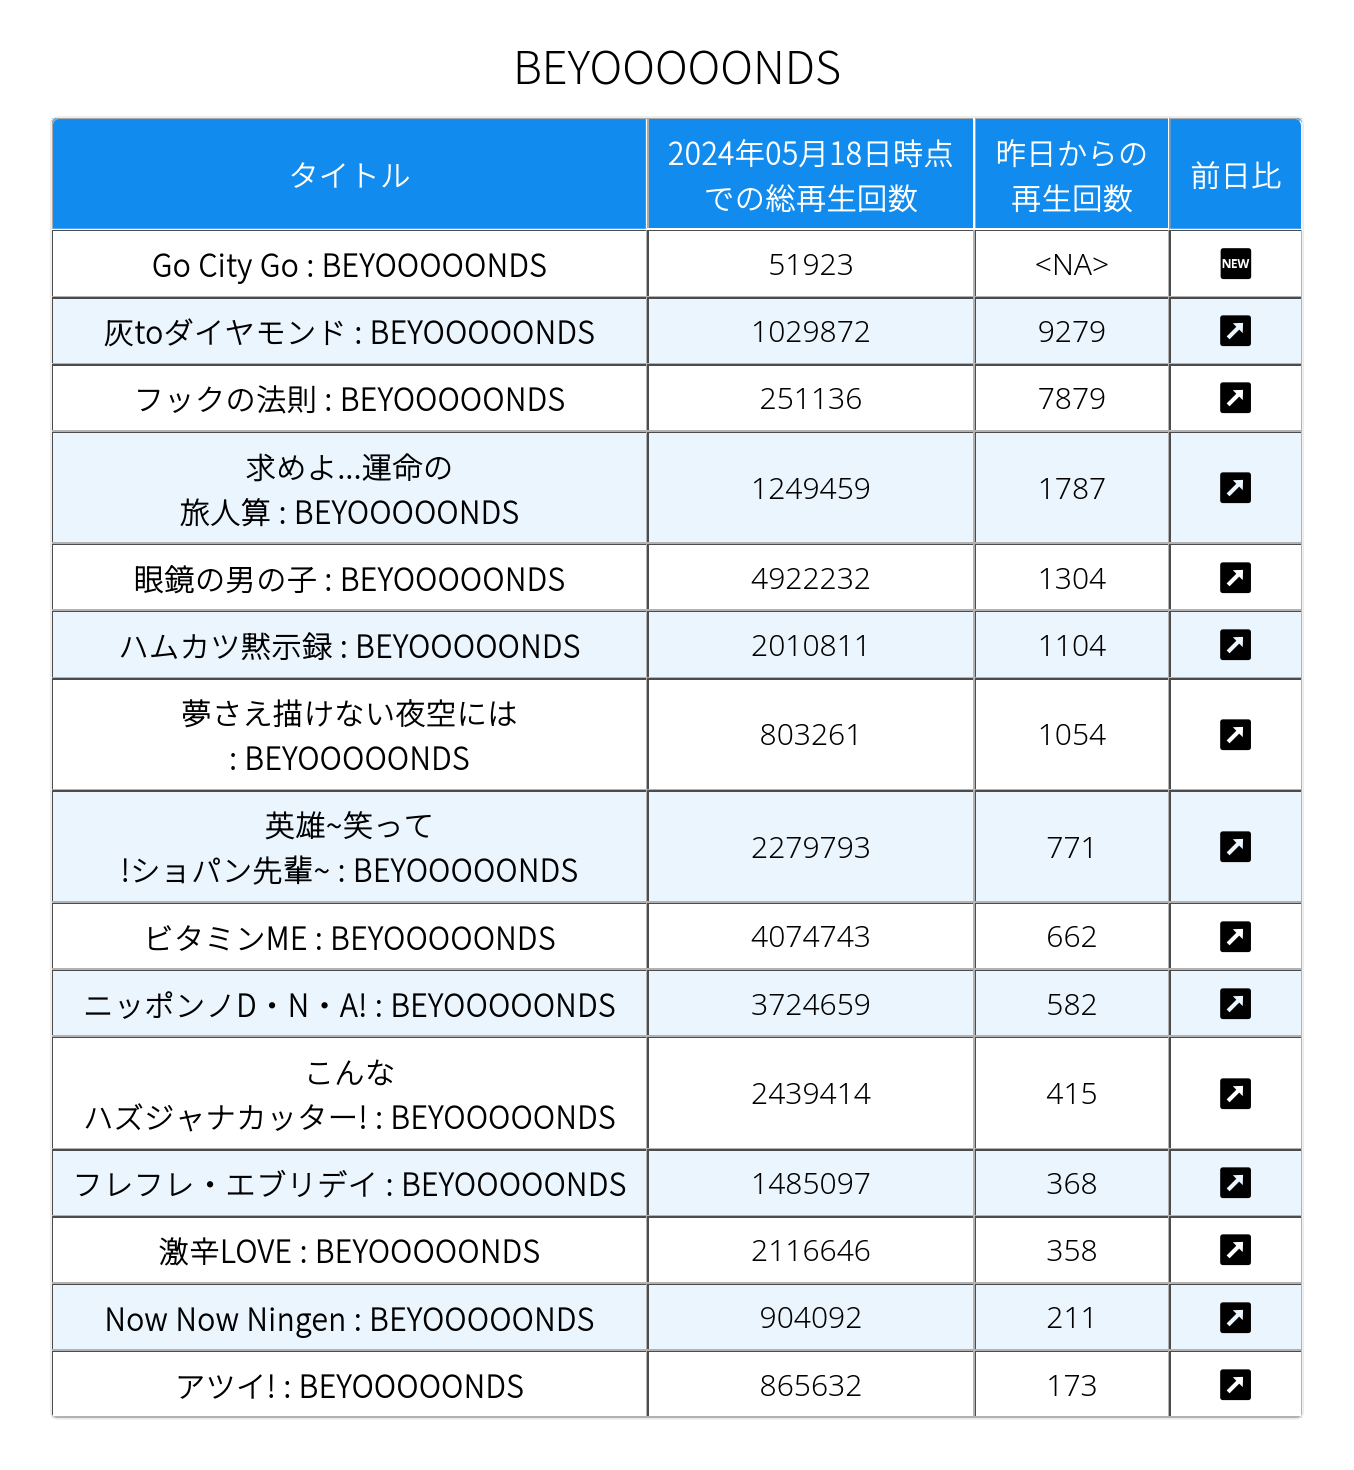 BEYOOOOONDS
タイトル
2024年05月18日時点
での総再生回数
昨日からの
再生回数
前日比
Go City Go : BEYOOOOONDS
51923
<NA>
NEW
灰toダイヤモンド : BEYOOOOONDS
1029872
9279
フックの法則 : BEYOOOOONDS
251136
7879
求めよ...運命の
旅人算 : BEYOOOOONDS
1249459
1787
眼鏡の男の子 : BEYOOOOONDS
4922232
1304
ハムカツ黙示録 : BEYOOOOONDS
2010811
1104
夢さえ描けない夜空には
: BEYOOOOONDS
803261
1054
英雄~笑って
!ショパン先輩~ : BEYOOOOONDS
2279793
771
ビタミンME : BEYOOOOONDS
4074743
662
ニッポンノD・N・A! : BEYOOOOONDS
3724659
582
こんな
ハズジャナカッター! : BEYOOOOONDS
2439414
415
フレフレ・エブリデイ : BEYOOOOONDS
1485097
368
激辛LOVE : BEYOOOOONDS
2116646
358
Now Now Ningen : BEYOOOOONDS
904092
211
アツイ! : BEYOOOOONDS
865632
173